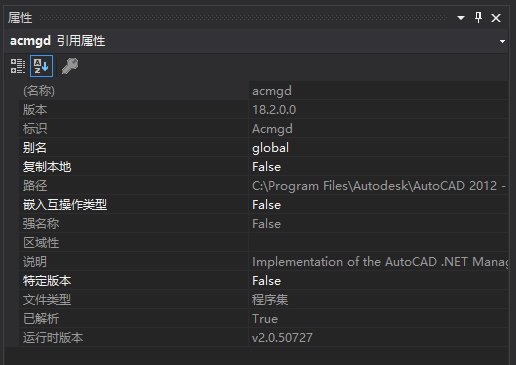 属性
acmgd 引用属性
(名称) acmgd
版本 18.2.0.0
标识 Acmgd
别名 global
复制本地 False
路径 C:\Program Files\Autodesk\AutoCAD 2012 -
嵌入互操作类型 False
强名称 False
区域性
说明 Implementation of the AutoCAD .NET Manag
特定版本 False
文件类型 程序集
已解析 True
运行时版本 v2.0.50727